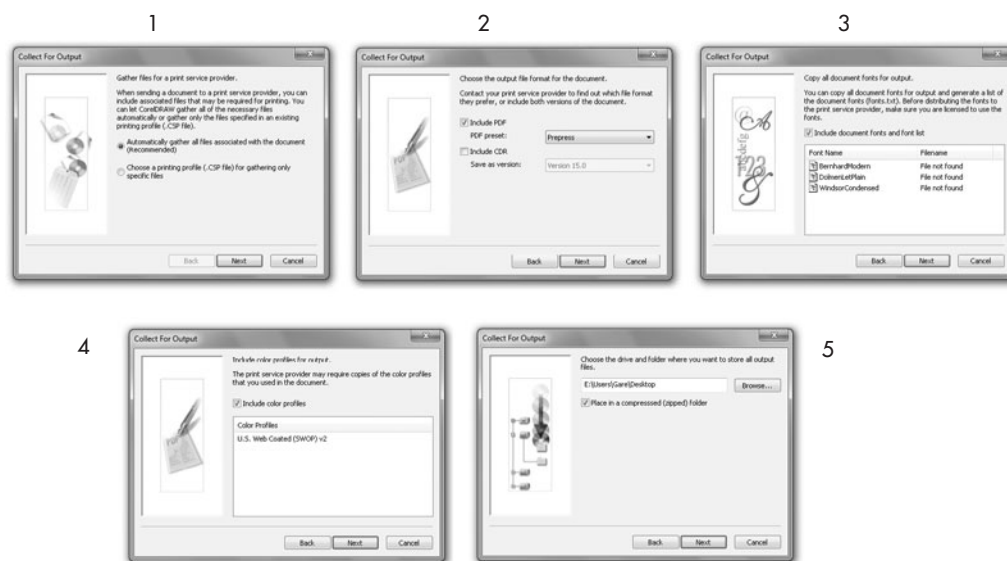 1
2
3
Collect For Output
Gather files for a print service provider.
When sending a document to a print service provider, you can
include associated files that may be required for printing. You
can let CorelDRAW gather all of the necessary files
automatically or gather only the files specified in an existing
printing profile (.CSP file).
Automatically gather all files associated with the document
(Recommended)
Choose a printing profile (.CSP file) for gathering only
specific files
Back Next Cancel
Collect For Output
Choose the output file format for the document.
Contact your print service provider to find out which file format
they prefer, or include both versions of the document.
Include PDF
PDF preset: Prepress
Include CDR
Save as version: Version 15.0
Back Next Cancel
Collect For Output
Copy all document fonts for output.
You can copy all document fonts for output and generate a list of
the document fonts (fonts.txt). Before distributing the fonts to
the print service provider, make sure you are licensed to use the
fonts.
Include document fonts and font list
Font Name Filename
BernhardModern File not found
DolmenLetPlain File not found
WindsorCondensed File not found
Back Next Cancel
4
Collect For Output
Include color profiles for output.
The print service provider may require copies of the color profiles
that you used in the document.
Include color profiles
Color Profiles
U.S. Web Coated (SWOP) v2
Back Next Cancel
5
Collect For Output
Choose the drive and folder where you want to store all output
files.
E:\Users\Gare\Desktop Browse...
Place in a compresssed (zipped) folder
Back Next Cancel